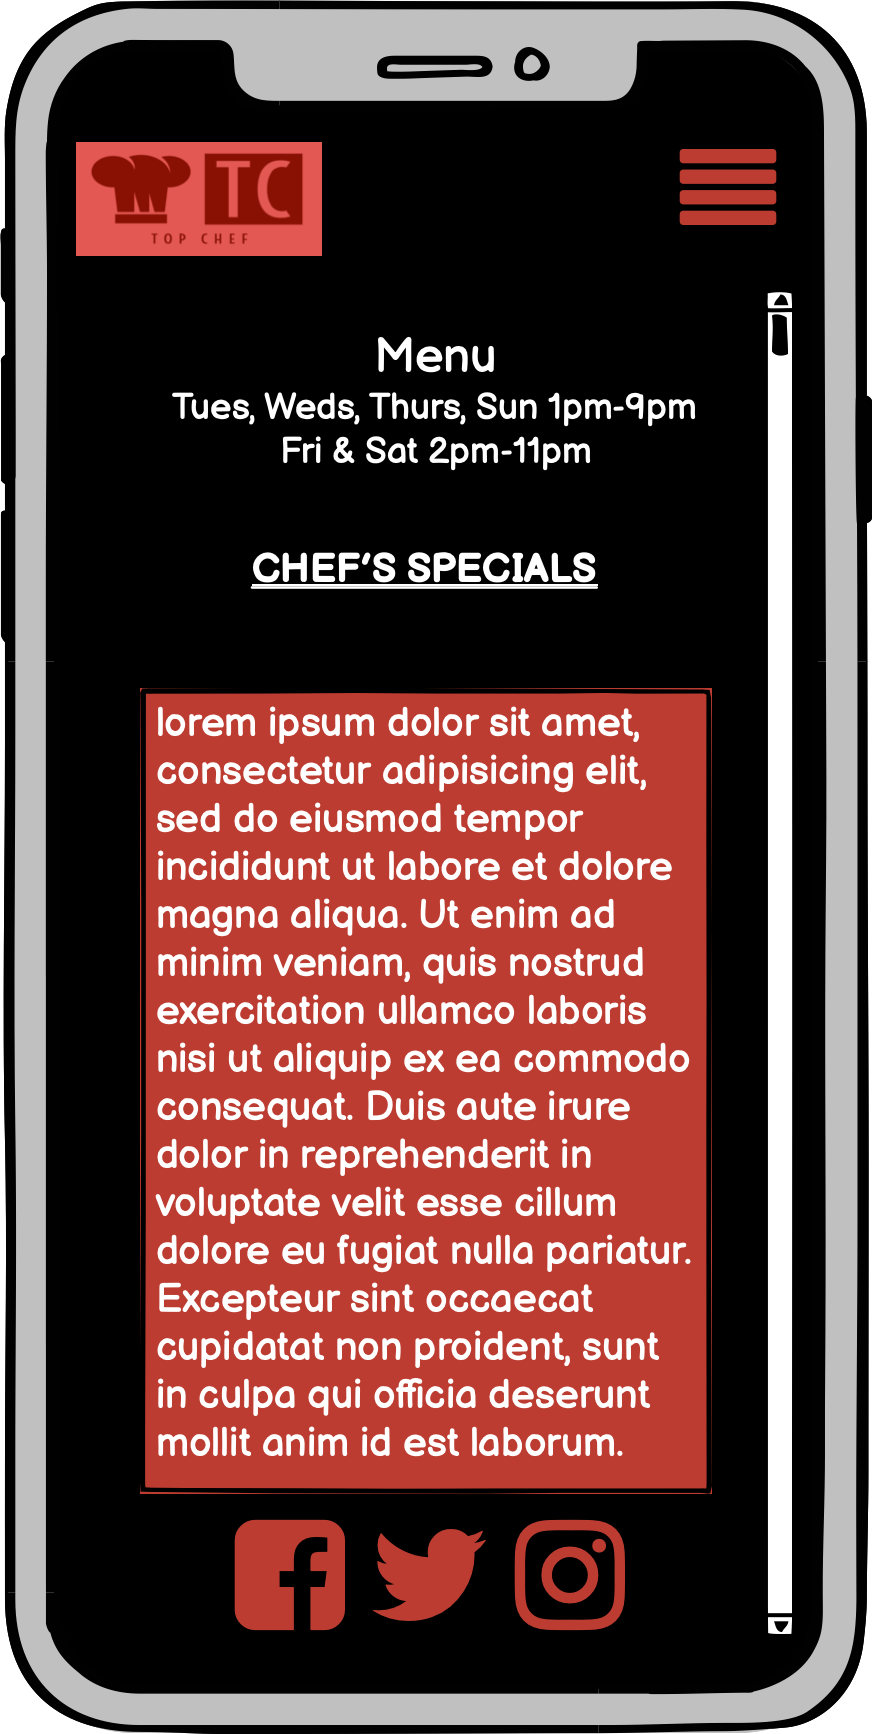 TC
TOP CHEF
Menu
Tues, Weds, Thurs, Sun 1pm-9pm
Fri & Sat 2pm-11pm
CHEF'S SPECIALS
lorem ipsum dolor sit amet,
consectetur adipisicing elit,
sed do eiusmod tempor
incididunt ut labore et dolore
magna aliqua. Ut enim ad
minim veniam, quis nostrud
exercitation ullamco laboris
nisi ut aliquip ex ea commodo
consequat. Duis aute irure
dolor in reprehenderit in
voluptate velit esse cillum
dolore eu fugiat nulla pariatur.
Excepteur sint occaecat
cupidatat non proident, sunt
in culpa qui officia deserunt
mollit anim id est laborum.